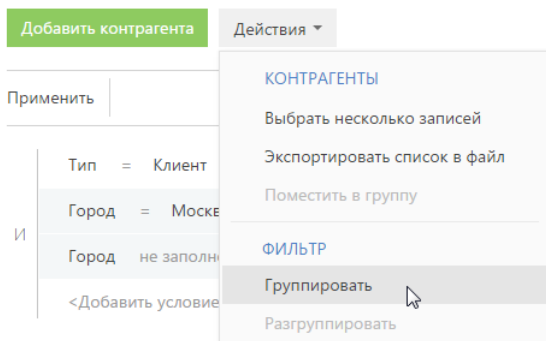 Добавить контрагента
Действия
КОНТРАГЕНТЫ
Выбрать несколько записей
Экспортировать список в файл
Поместить в группу
ФИЛЬТР
Группировать
Разгруппировать
Применить
И
Тип = Клиент
Город =
Город не
<Добавить условие